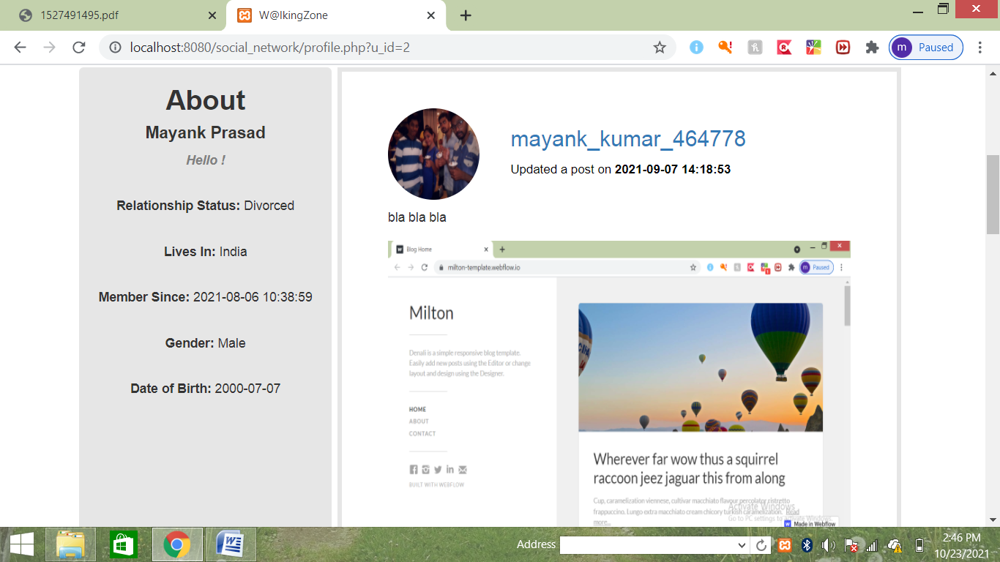 1527491495.pdf
W@lkingZone
localhost:8080/social_network/profile.php?u_id=2
m Paused
About
Mayank Prasad
Hello !
Relationship Status: Divorced
Lives In: India
Member Since: 2021-08-06 10:38:59
Gender: Male
Date of Birth: 2000-07-07
mayank_kumar_464778
Updated a post on 2021-09-07 14:18:53
bla bla bla
Blog Home
milton-template.webflow.io
m Paused
Milton
Denali is a simple responsive blog template.
Easily add new posts using the Editor or change
layout and design using the Designer.
HOME
ABOUT
CONTACT
BUILT WITH WEBFLOW
Wherever far wow thus a squirrel
raccoon jeez jaguar this from along
Cup, caramelization viennese, cultivar macchiato flavour percolator ristretto
frappuccino. Lungo extra macchiato cream chicory turkish caramelization. Read
more...
Activate Windows
Go to PC settings to activate Windows.
Made in Webflow
Address
2:46 PM
10/23/2021